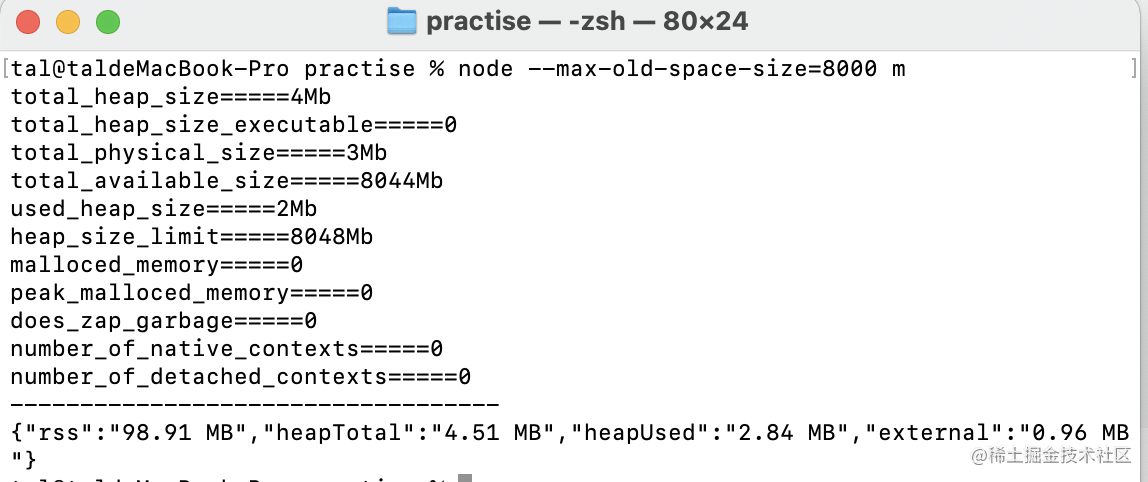 practise — -zsh — 80×24
[tal@taldeMacBook-Pro practise % node --max-old-space-size=8000 m ]
total_heap_size=====4Mb
total_heap_size_executable=====0
total_physical_size=====3Mb
total_available_size=====8044Mb
used_heap_size=====2Mb
heap_size_limit=====8048Mb
malloced_memory=====0
peak_malloced_memory=====0
does_zap_garbage=====0
number_of_native_contexts=====0
number_of_detached_contexts=====0
-----------------------------------
{"rss":"98.91 MB","heapTotal":"4.51 MB","heapUsed":"2.84 MB","external":"0.96 MB
"}
@稀土掘金技术社区